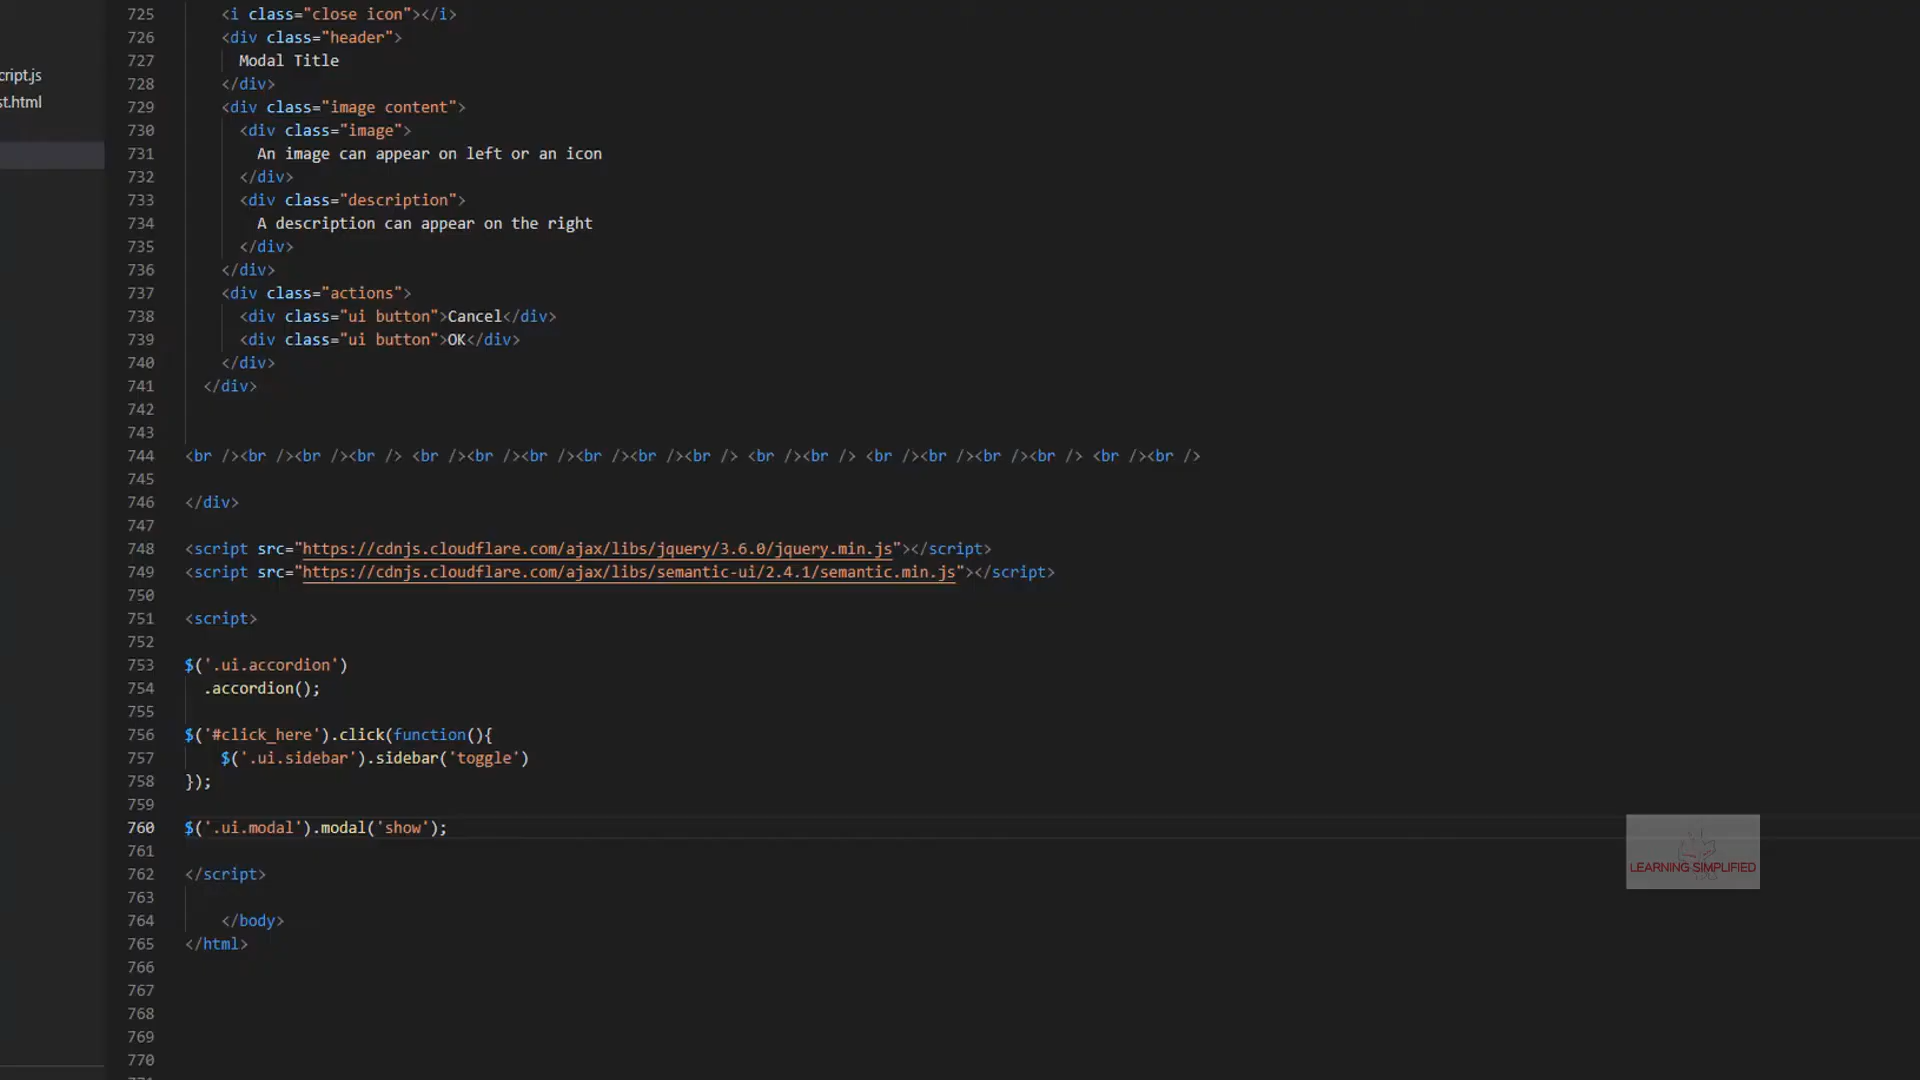 725 <i class="close icon"></i>
726 <div class="header">
727 Modal Title
cript.js
728 </div>
st.html
729 <div class="image content">
730 <div class="image">
731 An image can appear on left or an icon
732 </div>
733 <div class="description">
734 A description can appear on the right
735 </div>
736 </div>
737 <div class="actions">
738 <div class="ui button">Cancel</div>
739 <div class="ui button">OK</div>
740 </div>
741 </div>
742
743
744 <br /><br /><br /><br /> <br /><br /><br /><br /><br /><br /> <br /><br /> <br /><br /><br /><br /> <br /><br />
745
746 </div>
747
748 <script src="https://cdnjs.cloudflare.com/ajax/libs/jquery/3.6.0/jquery.min.js"></script>
749 <script src="https://cdnjs.cloudflare.com/ajax/libs/semantic-ui/2.4.1/semantic.min.js"></script>
750
751 <script>
752
753 $('.ui.accordion')
754 .accordion();
755
756 $('#click_here').click(function(){
757 $('.ui.sidebar').sidebar('toggle')
758 });
759
760 $('.ui.modal').modal('show');
761
LEARNING SIMPLIFIED
762 </script>
763
764 </body>
765 </html>
766
767
768
769
770